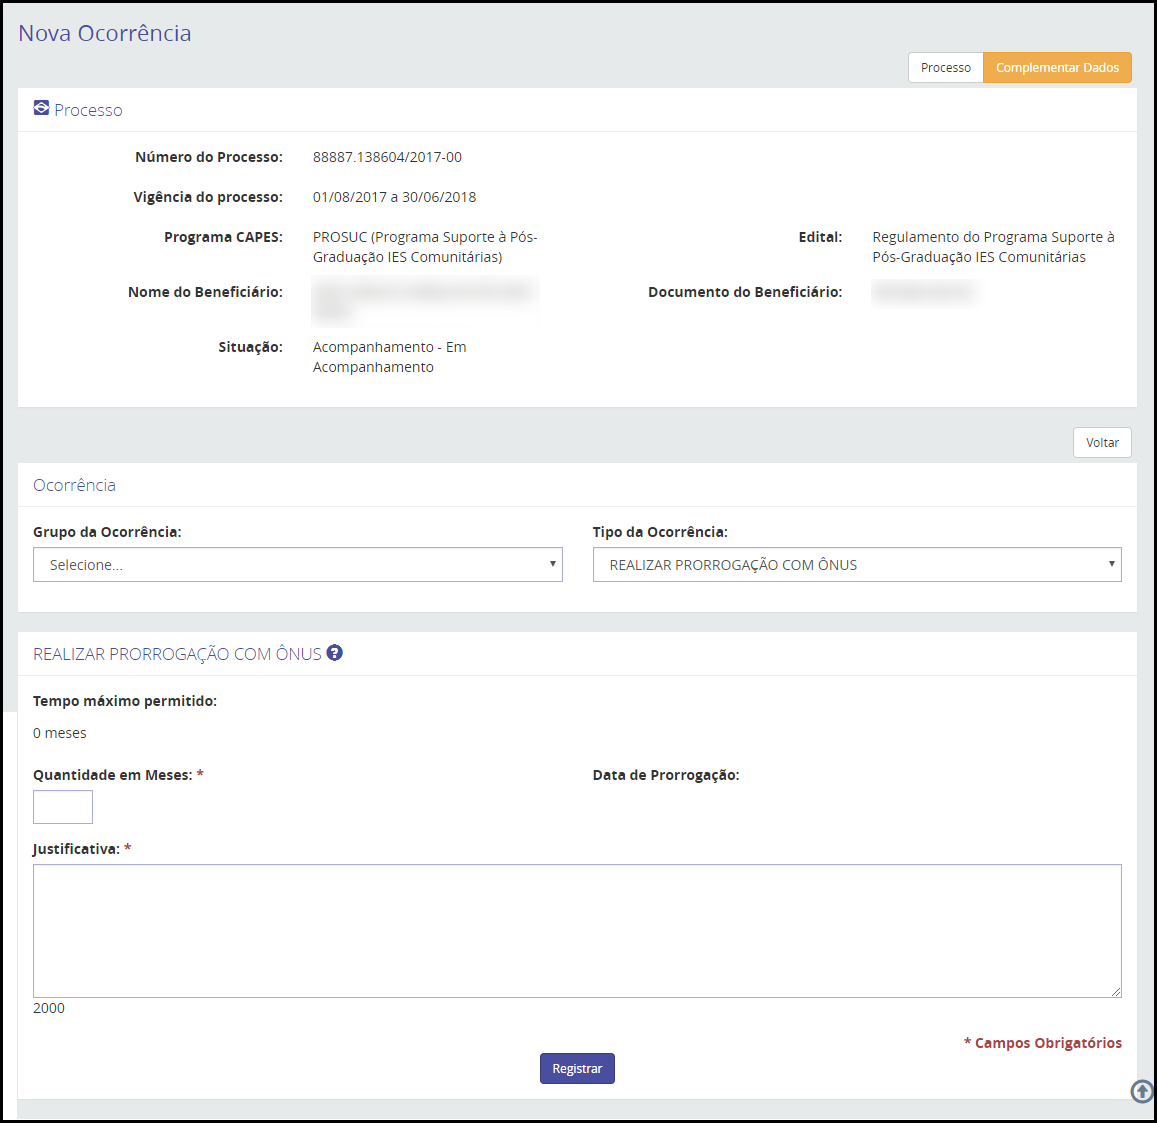 Nova Ocorrência
Processo
Complementar Dados
Processo
Número do Processo:
88887.138604/2017-00
Vigência do processo:
01/08/2017 a 30/06/2018
Programa CAPES:
PROSUC (Programa Suporte à Pós-
Graduação IES Comunitárias)
Edital:
Regulamento do Programa Suporte à
Pós-Graduação IES Comunitárias
Nome do Beneficiário:
Documento do Beneficiário:
Situação:
Acompanhamento - Em
Acompanhamento
Voltar
Ocorrência
Grupo da Ocorrência:
Selecione...
Tipo da Ocorrência:
REALIZAR PRORROGAÇÃO COM ÔNUS
REALIZAR PRORROGAÇÃO COM ÔNUS ?
Tempo máximo permitido:
0 meses
Quantidade em Meses: *
Data de Prorrogação:
Justificativa: *
2000
* Campos Obrigatórios
Registrar